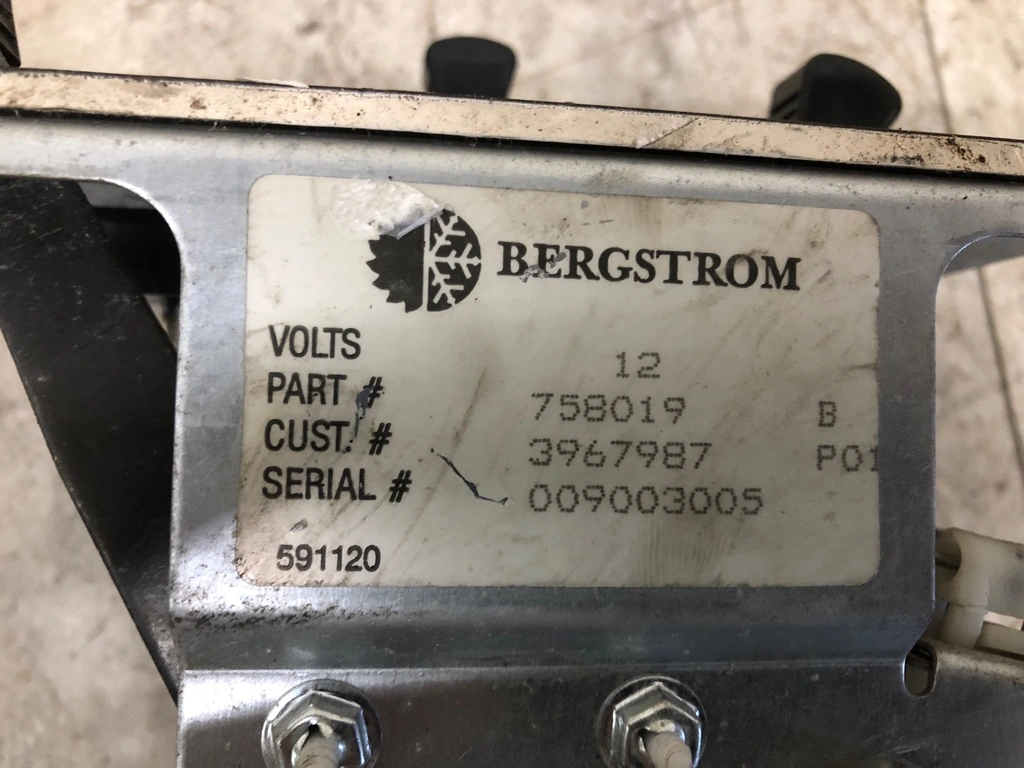 BERGSTROM
VOLTS 12
PART # 758019 B
CUST. # 3967987 P01
SERIAL # 009003005
591120